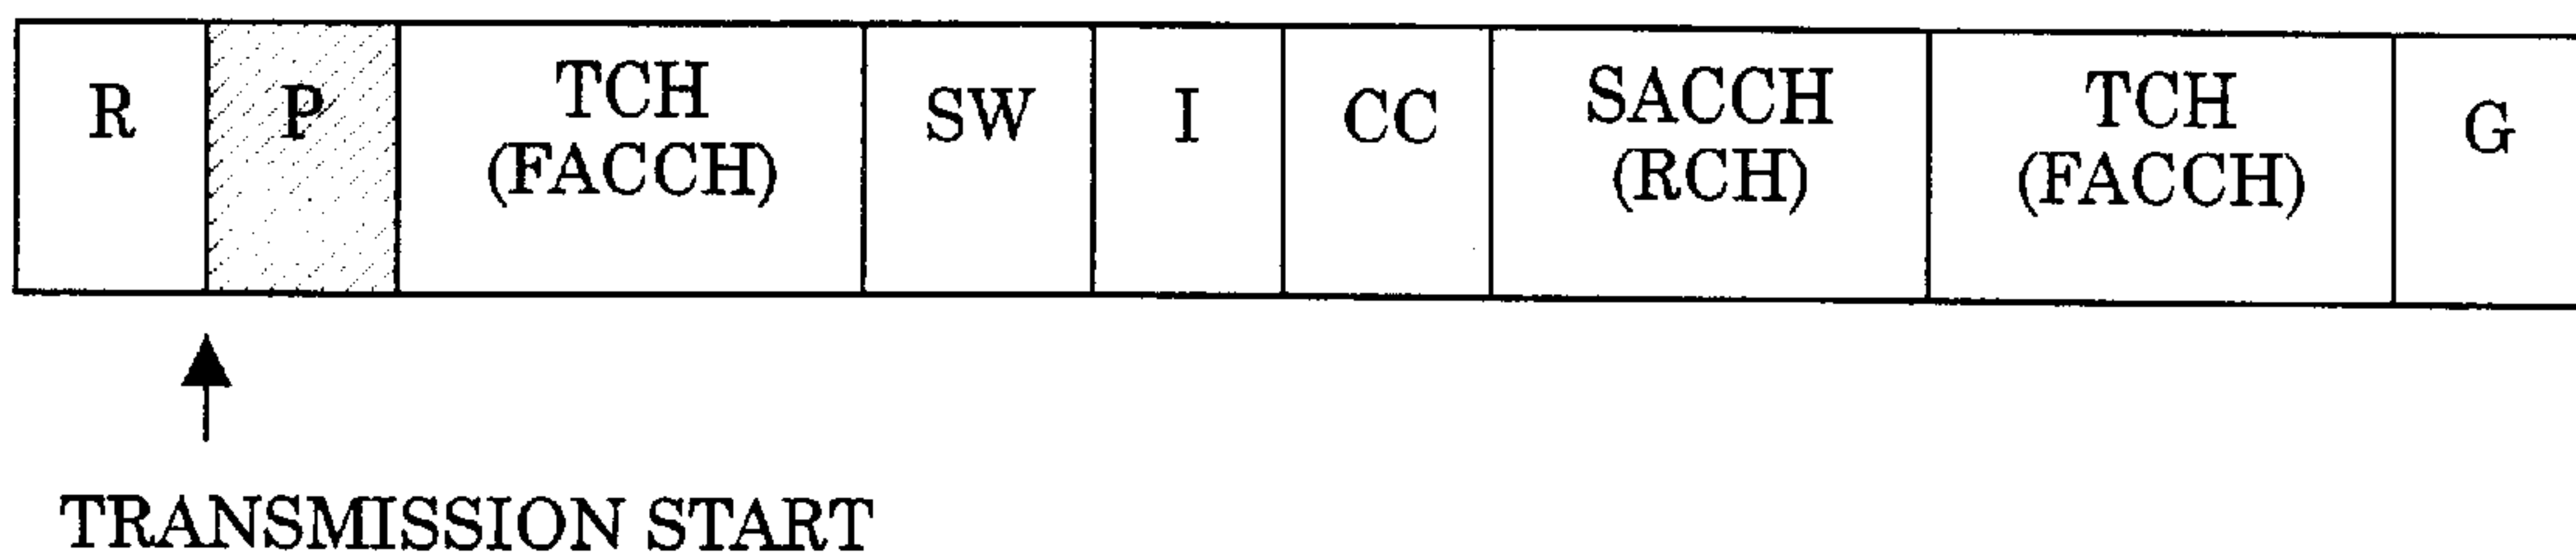 R
P
TCH
(FACCH)
SW
I
CC
SACCH
(RCH)
TCH
(FACCH)
G
TRANSMISSION START